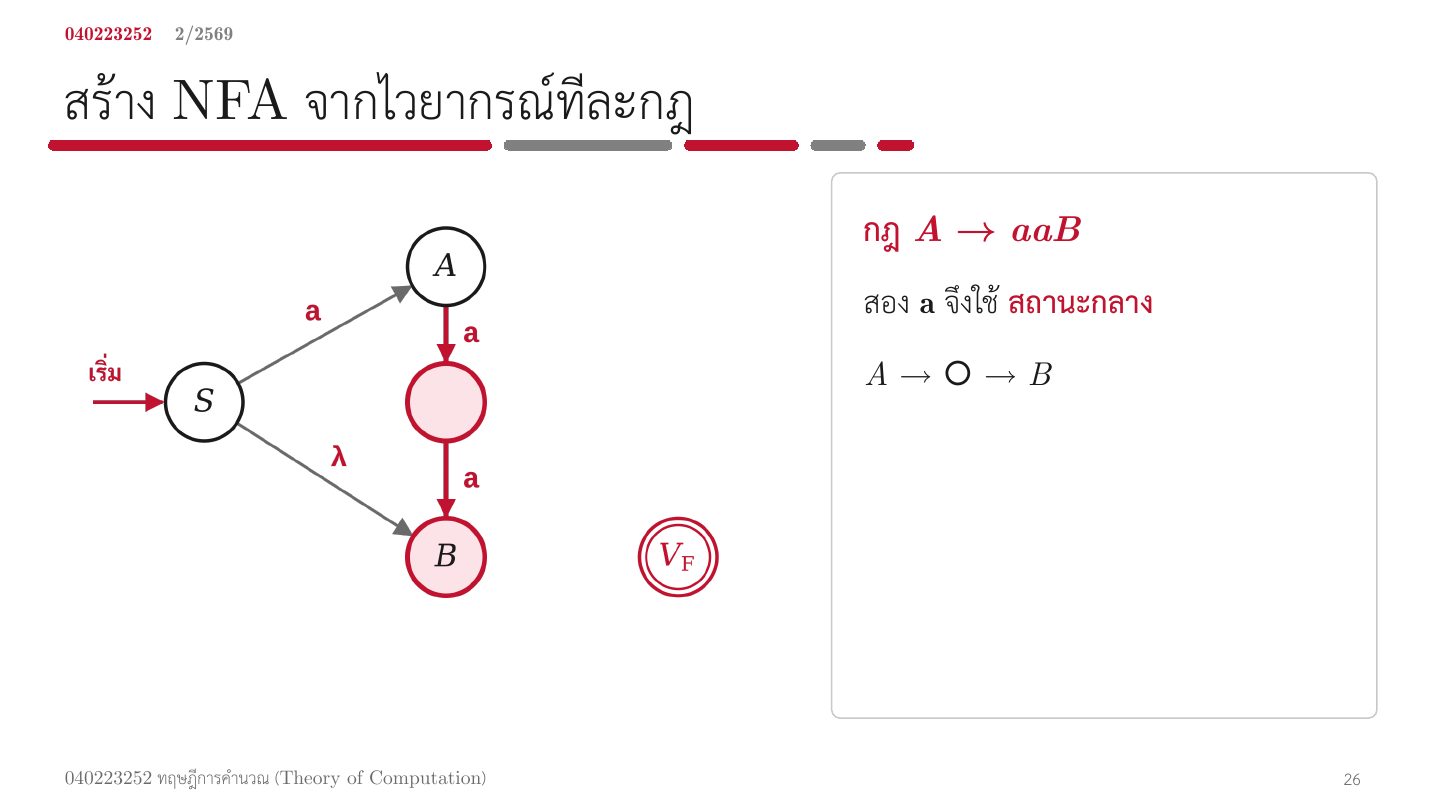 040223252 2/2569
สร้าง NFA จากไวยากรณ์ทีละกฎ
A
a
a
เริ่ม
S
λ
a
B
V_F
กฎ A → aaB
สอง a จึงใช้ สถานะกลาง
A → ○ → B
040223252 ทฤษฎีการคำนวณ (Theory of Computation)
26